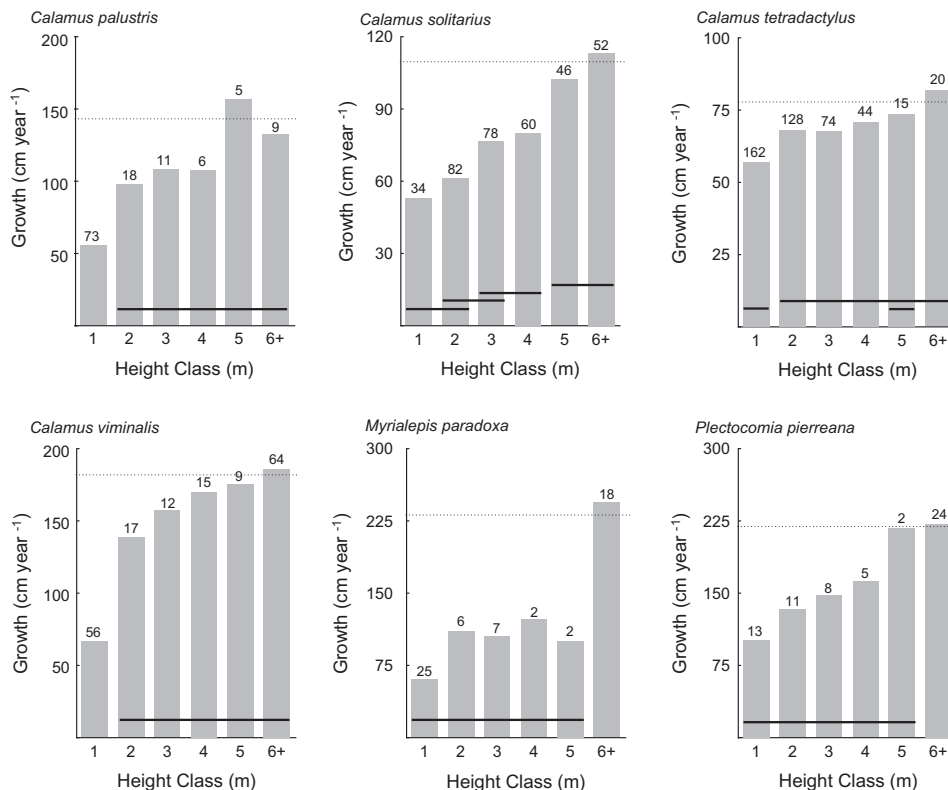 Calamus palustris
200
150
100
50
Growth (cm year -1)
73
18
11
6
5
9
1 2 3 4 5 6+
Height Class (m)
Calamus solitarius
120
90
60
30
Growth (cm year -1)
34
82
78
60
46
52
1 2 3 4 5 6+
Height Class (m)
Calamus tetradactylus
100
75
50
25
Growth (cm year -1)
162
128
74
44
15
20
1 2 3 4 5 6+
Height Class (m)
Calamus viminalis
200
150
100
50
Growth (cm year -1)
56
17
12
15
9
64
1 2 3 4 5 6+
Height Class (m)
Myrialepis paradoxa
300
225
150
75
Growth (cm year -1)
25
6
7
2
2
18
1 2 3 4 5 6+
Height Class (m)
Plectocomia pierreana
300
225
150
75
Growth (cm year -1)
13
11
8
5
2
24
1 2 3 4 5 6+
Height Class (m)